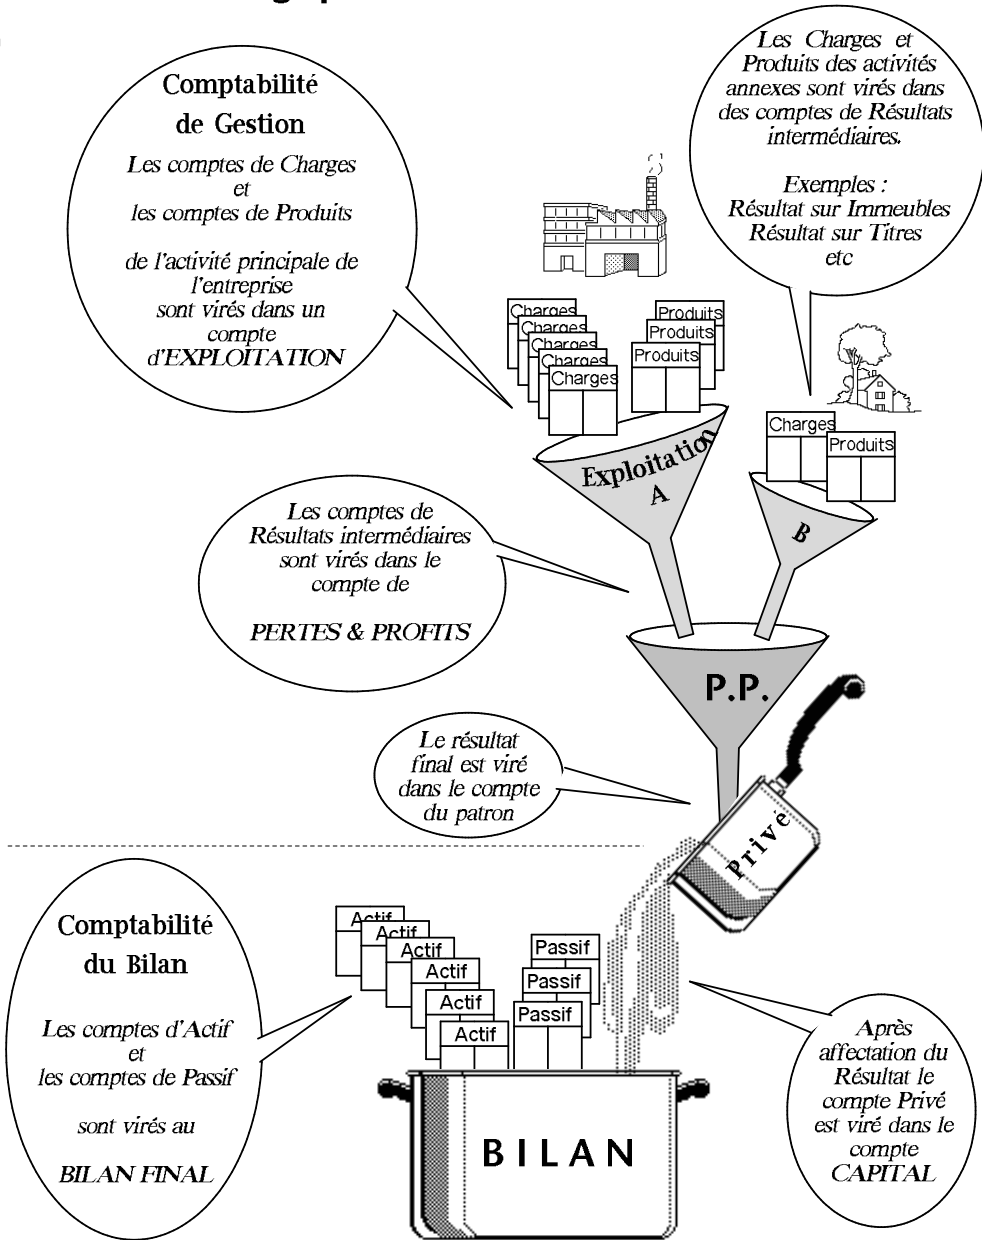 Comptabilité
de Gestion
Les comptes de Charges
et
les comptes de Produits
de l'activité principale de
l'entreprise
sont virés dans un
compte
d'EXPLOITATION
Les Charges et
Produits des activités
annexes sont virés dans
des comptes de Résultats
intermédiaires.
Exemples :
Résultat sur Immeubles
Résultat sur Titres
etc
Charges
Charges
Charges
Charges
Charges
Produits
Produits
Produits
Charges
Produits
Exploitation
A
B
Les comptes de
Résultats intermédiaires
sont virés dans le
compte de
PERTES & PROFITS
P.P.
Le résultat
final est viré
dans le compte
du patron
Privé
Comptabilité
du Bilan
Les comptes d'Actif
et
les comptes de Passif
sont virés au
BILAN FINAL
Actif
Actif
Actif
Actif
Actif
Actif
Passif
Passif
Passif
BILAN
Après
affectation du
Résultat le
compte Privé
est viré dans le
compte
CAPITAL